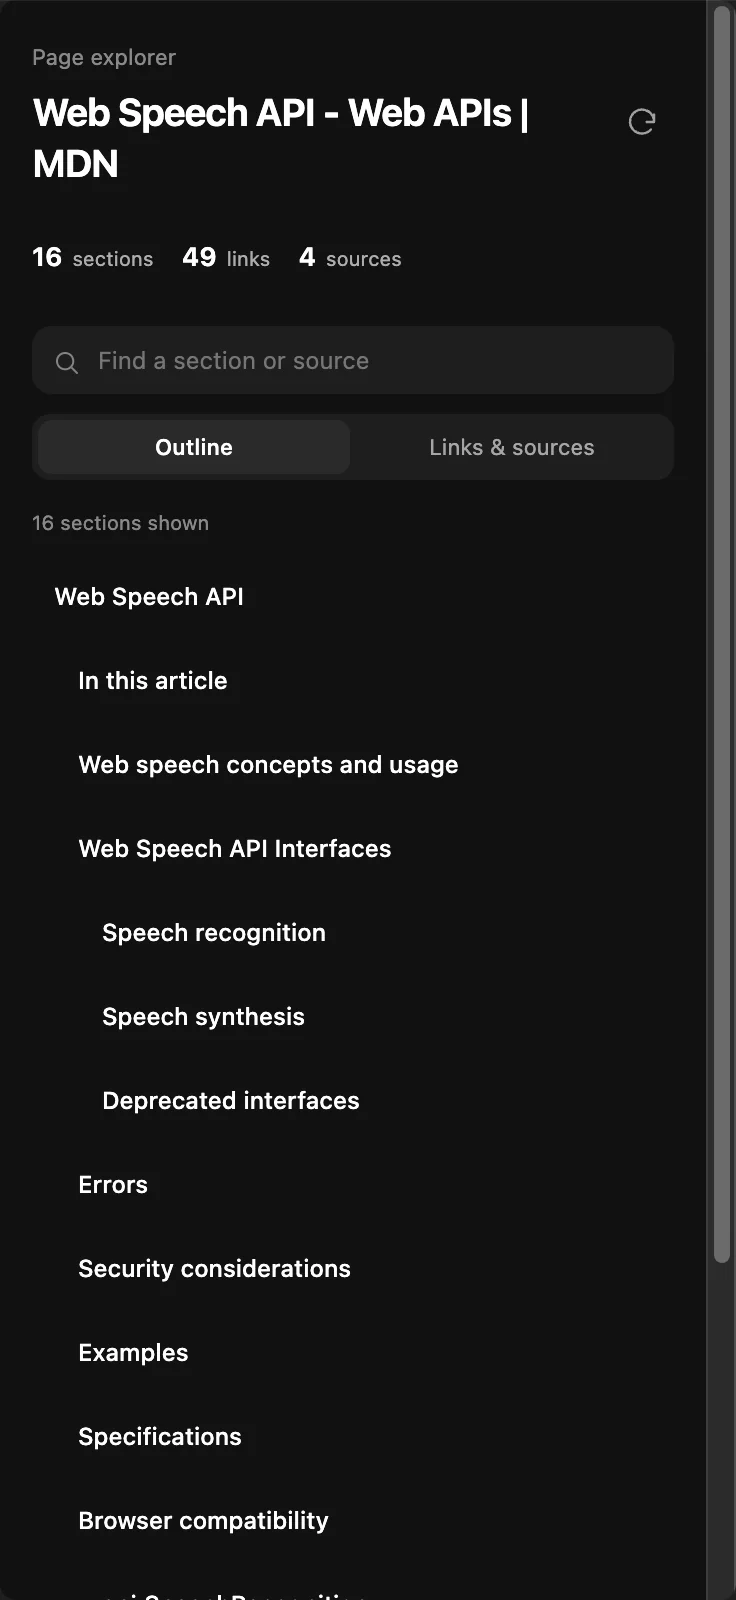 Page explorer
Web Speech API - Web APIs |
MDN
16 sections 49 links 4 sources
Find a section or source
Outline Links & sources
16 sections shown
Web Speech API
In this article
Web speech concepts and usage
Web Speech API Interfaces
Speech recognition
Speech synthesis
Deprecated interfaces
Errors
Security considerations
Examples
Specifications
Browser compatibility